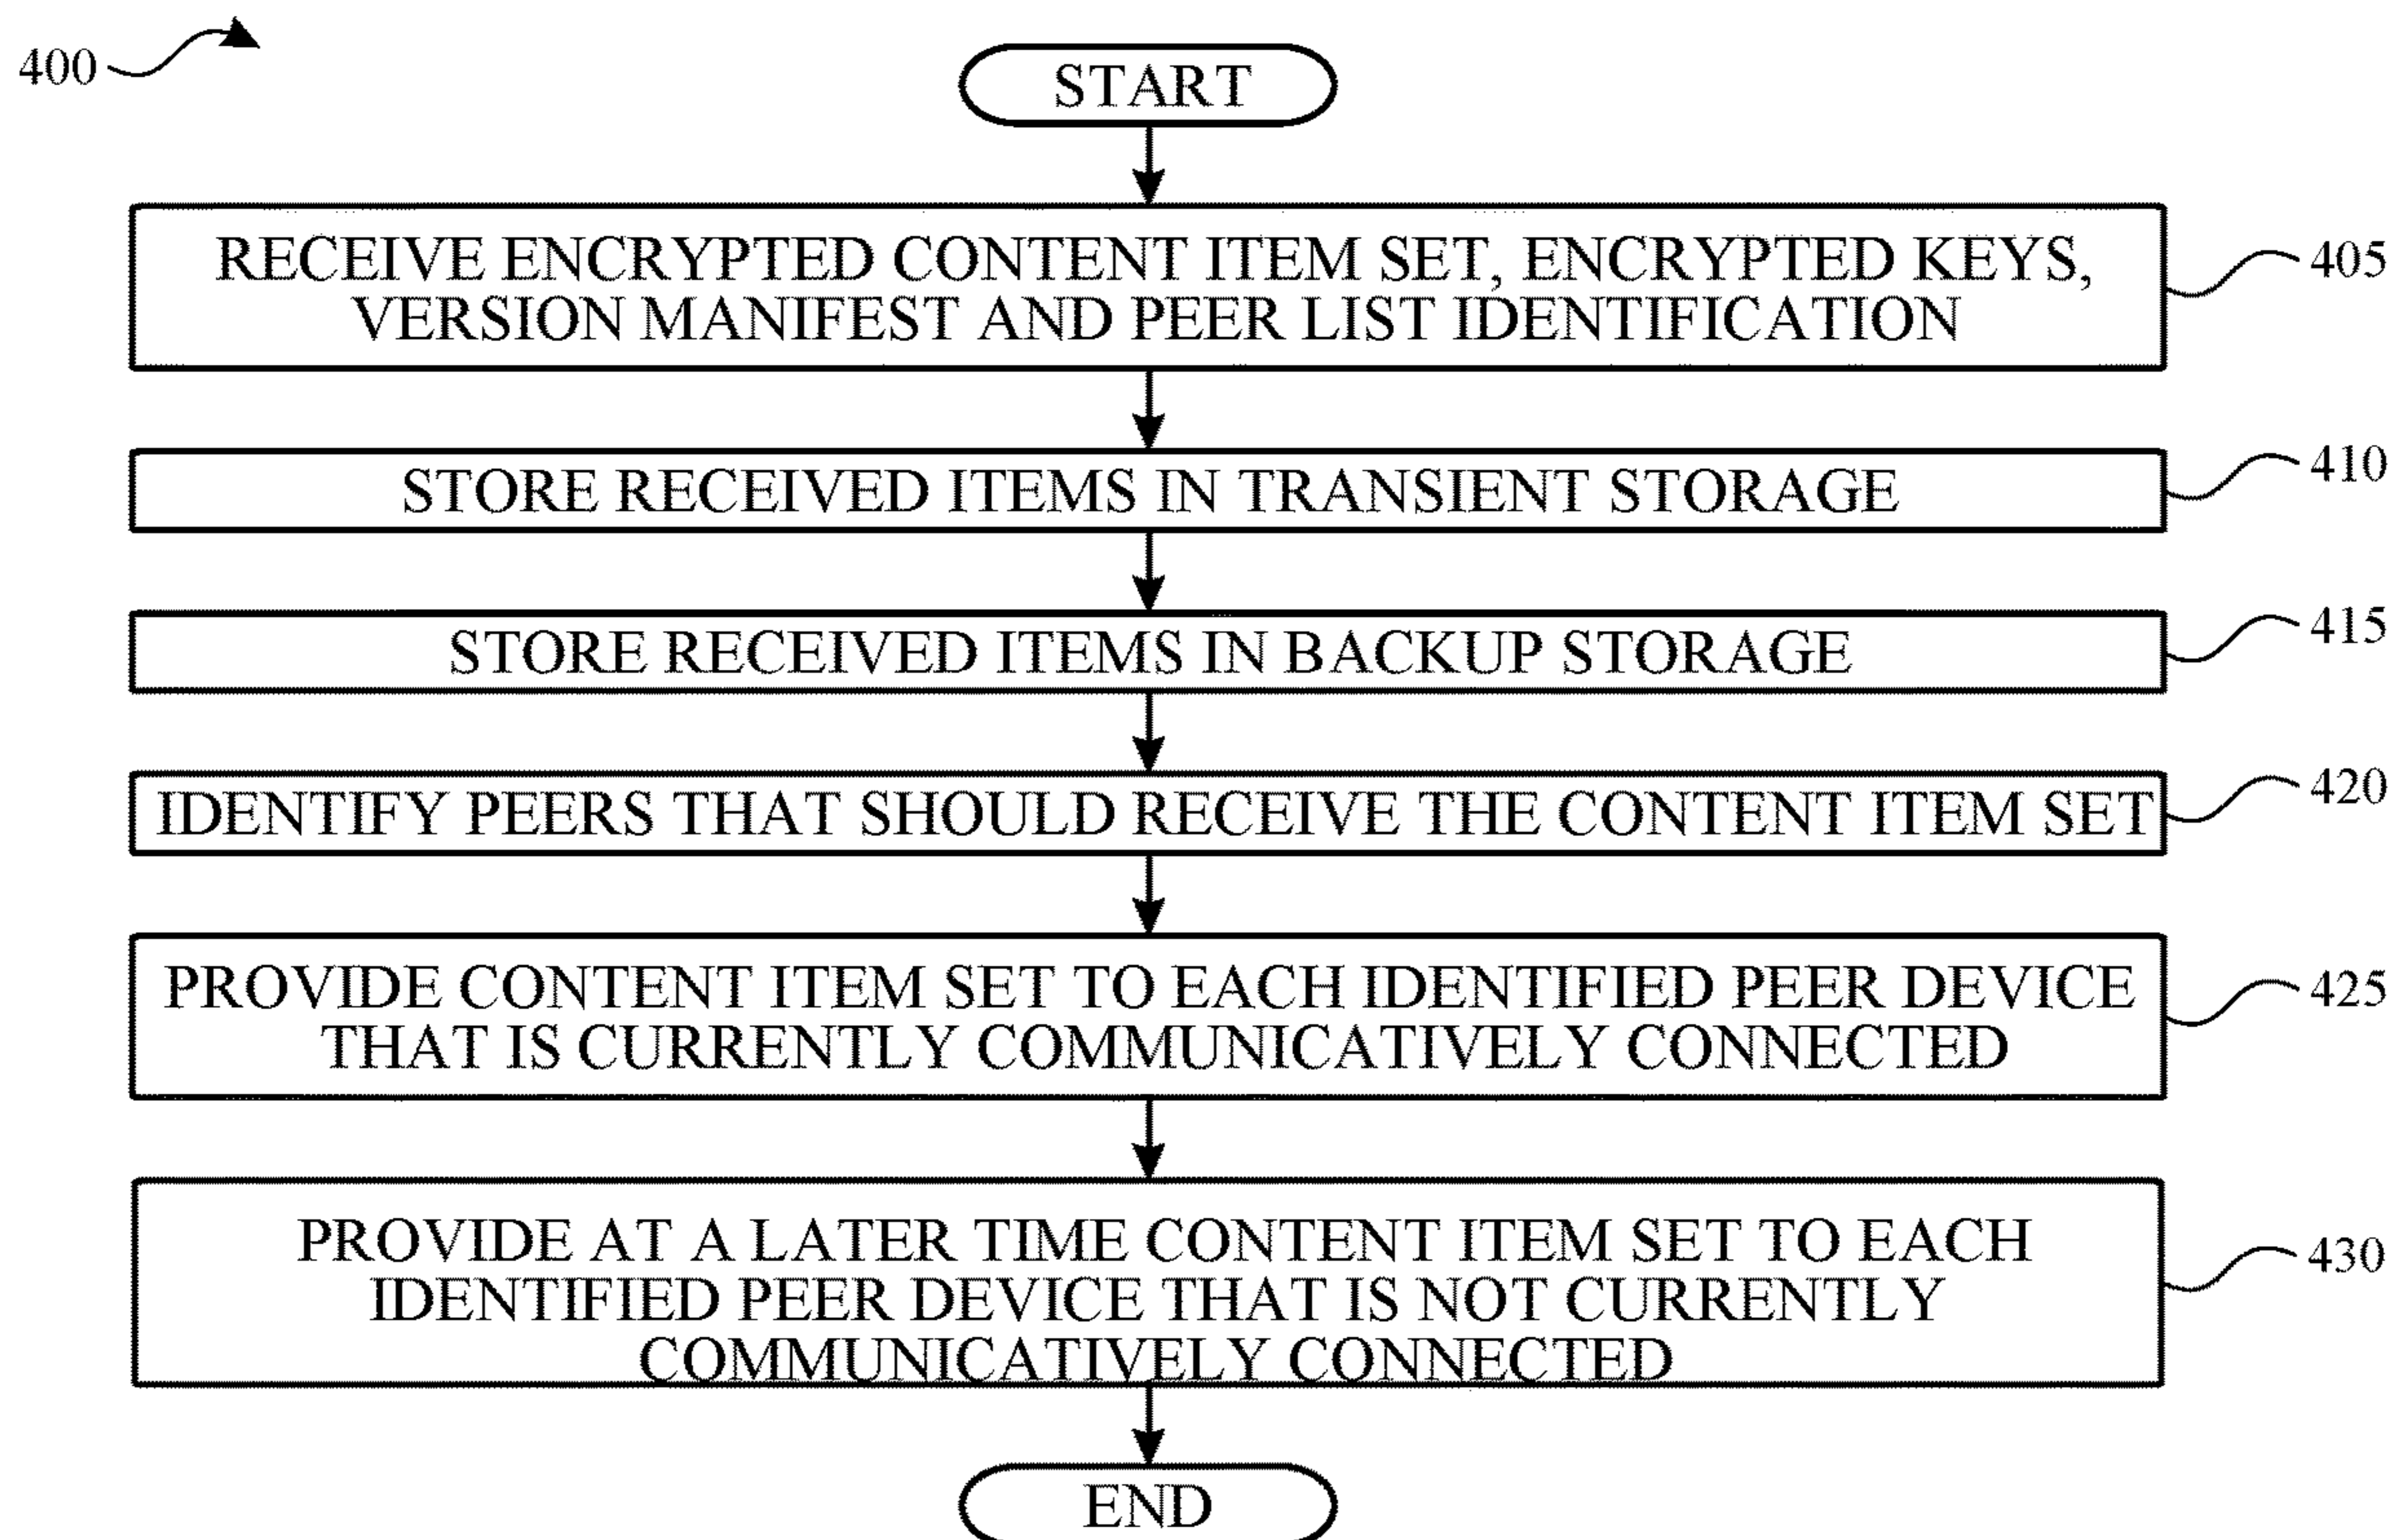 400
START
RECEIVE ENCRYPTED CONTENT ITEM SET, ENCRYPTED KEYS,
VERSION MANIFEST AND PEER LIST IDENTIFICATION
405
STORE RECEIVED ITEMS IN TRANSIENT STORAGE
410
STORE RECEIVED ITEMS IN BACKUP STORAGE
415
IDENTIFY PEERS THAT SHOULD RECEIVE THE CONTENT ITEM SET
420
PROVIDE CONTENT ITEM SET TO EACH IDENTIFIED PEER DEVICE
THAT IS CURRENTLY COMMUNICATIVELY CONNECTED
425
PROVIDE AT A LATER TIME CONTENT ITEM SET TO EACH
IDENTIFIED PEER DEVICE THAT IS NOT CURRENTLY
COMMUNICATIVELY CONNECTED
430
END